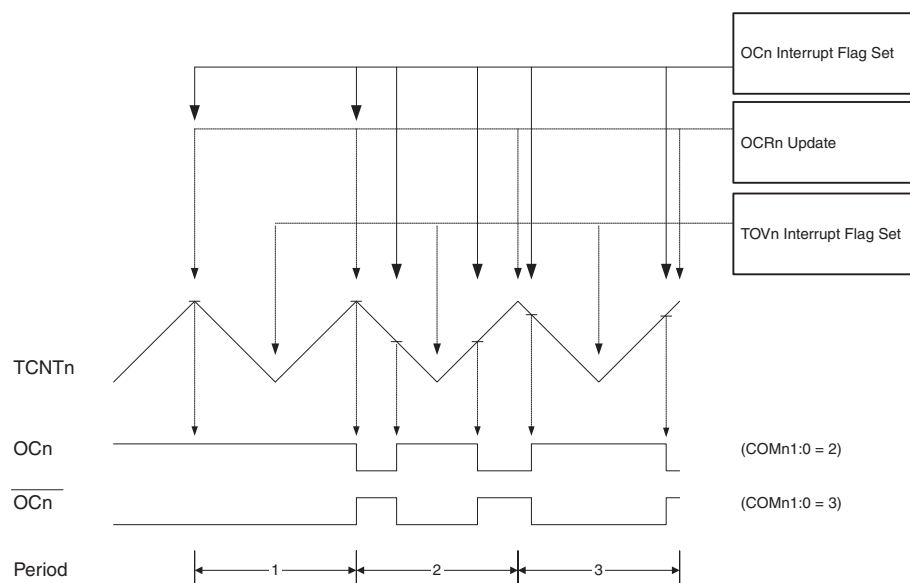 OCn Interrupt Flag Set
OCRn Update
TOVn Interrupt Flag Set
TCNTn
OCn
(COMn1:0 = 2)
OCn
(COMn1:0 = 3)
Period
1
2
3